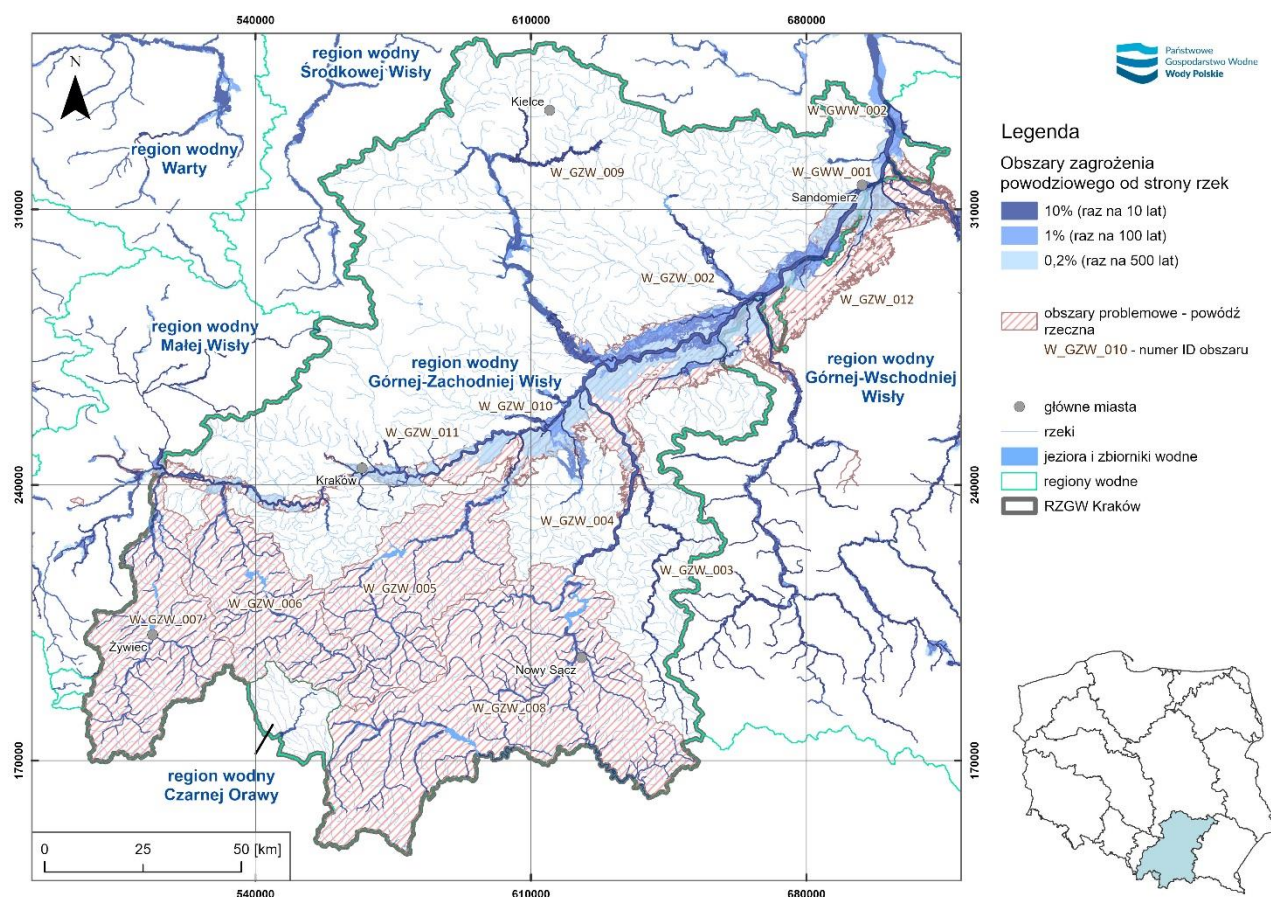 540000
610000
680000
region wodny
Środkowej Wisły
N
Kielce
W_GWW_002
region wodny
Warty
W_GZW_009
W_GWW_001
Sandomierz
310000
310000
W_GZW_002
W_GZW_012
region wodny
Małej Wisły
region wodny
Górnej-Zachodniej Wisły
region wodny
Górnej-Wschodniej
Wisły
W_GZW_010
W_GZW_011
Kraków
240000
240000
W_GZW_004
W_GZW_003
W_GZW_005
W_GZW_006
W_GZW_007
Żywiec
Nowy Sącz
W_GZW_008
170000
170000
region wodny
Czarnej Orawy
0
25
50 [km]
540000
610000
680000
Państwowe
Gospodarstwo Wodne
Wody Polskie
Legenda
Obszary zagrożenia
powodziowego od strony rzek
10% (raz na 10 lat)
1% (raz na 100 lat)
0,2% (raz na 500 lat)
obszary problemowe - powódź
rzeczna
W_GZW_010 - numer ID obszaru
główne miasta
rzeki
jeziora i zbiorniki wodne
regiony wodne
RZGW Kraków